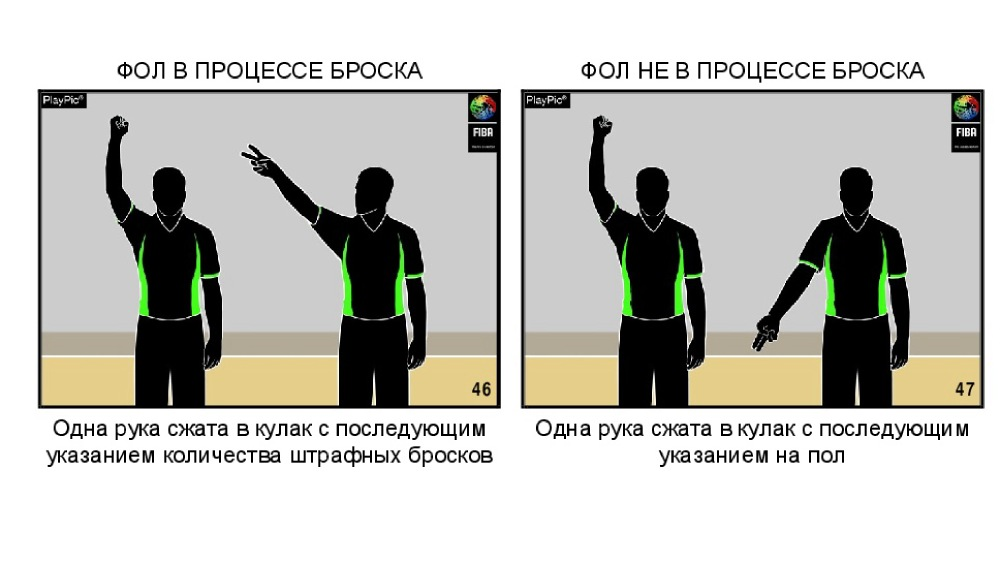 ФОЛ В ПРОЦЕССЕ БРОСКА
PlayPic®
FIBA
46
Одна рука сжата в кулак с последующим
указанием количества штрафных бросков
ФОЛ НЕ В ПРОЦЕССЕ БРОСКА
PlayPic®
FIBA
47
Одна рука сжата в кулак с последующим
указанием на пол